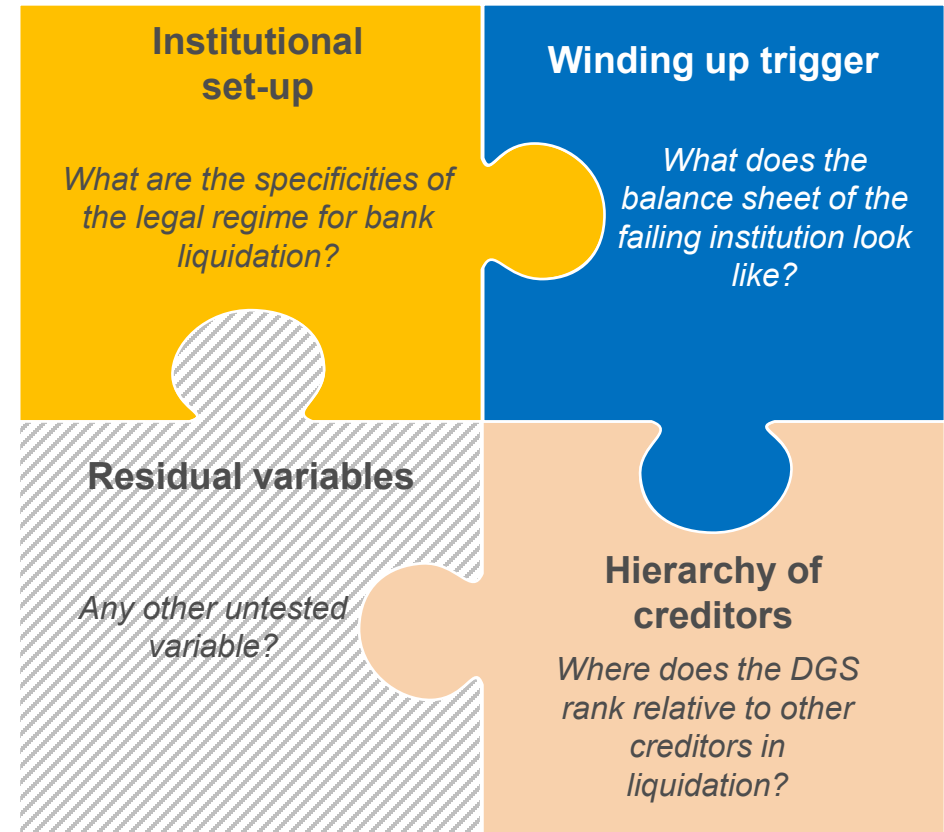 Institutional
set-up
What are the specificities of
the legal regime for bank
liquidation?
Winding up trigger
What does the
balance sheet of the
failing institution look
like?
Residual variables
Any other untested
variable?
Hierarchy of
creditors
Where does the DGS
rank relative to other
creditors in
liquidation?